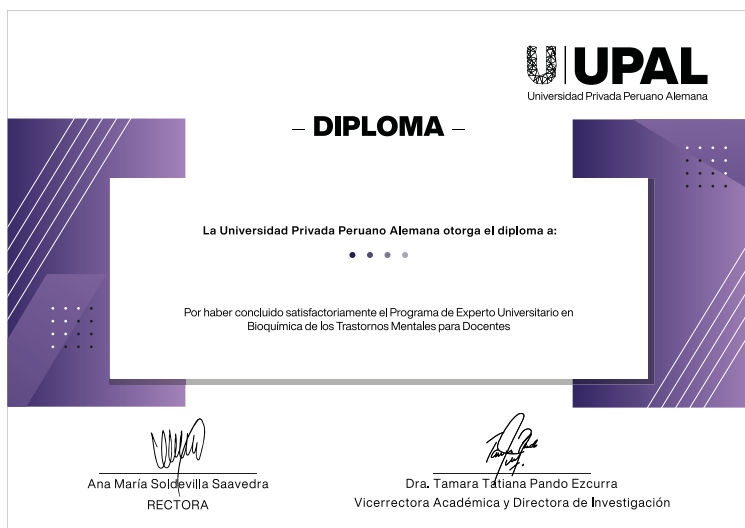 UPAL
Universidad Privada Peruano Alemana
– DIPLOMA –
La Universidad Privada Peruano Alemana otorga el diploma a:
Por haber concluido satisfactoriamente el Programa de Experto Universitario en
Bioquímica de los Trastornos Mentales para Docentes
Ana María Soldevilla Saavedra
RECTORA
Dra. Tamara Tatiana Pando Ezcurra
Vicerrectora Académica y Directora de Investigación